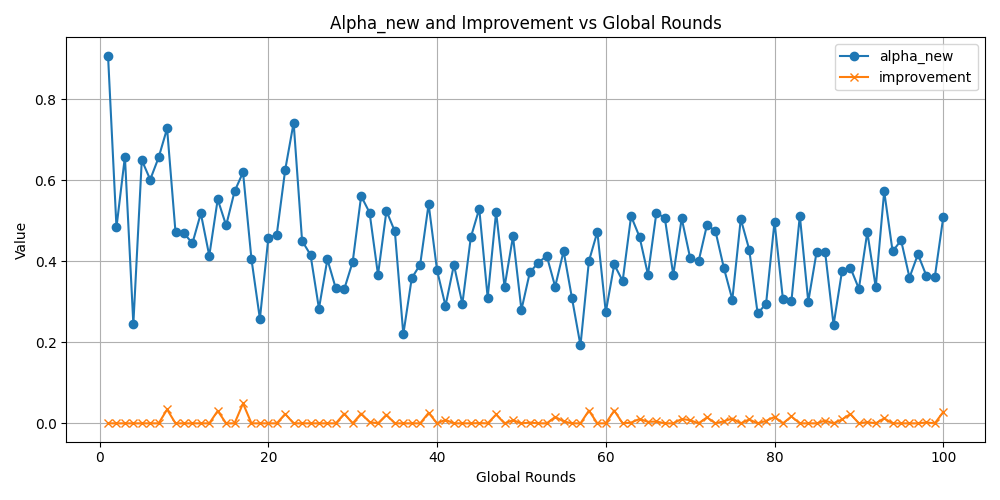 Alpha_new and Improvement vs Global Rounds
alpha_new
improvement
Value
0.8
0.6
0.4
0.2
0.0
0
20
40
60
80
100
Global Rounds